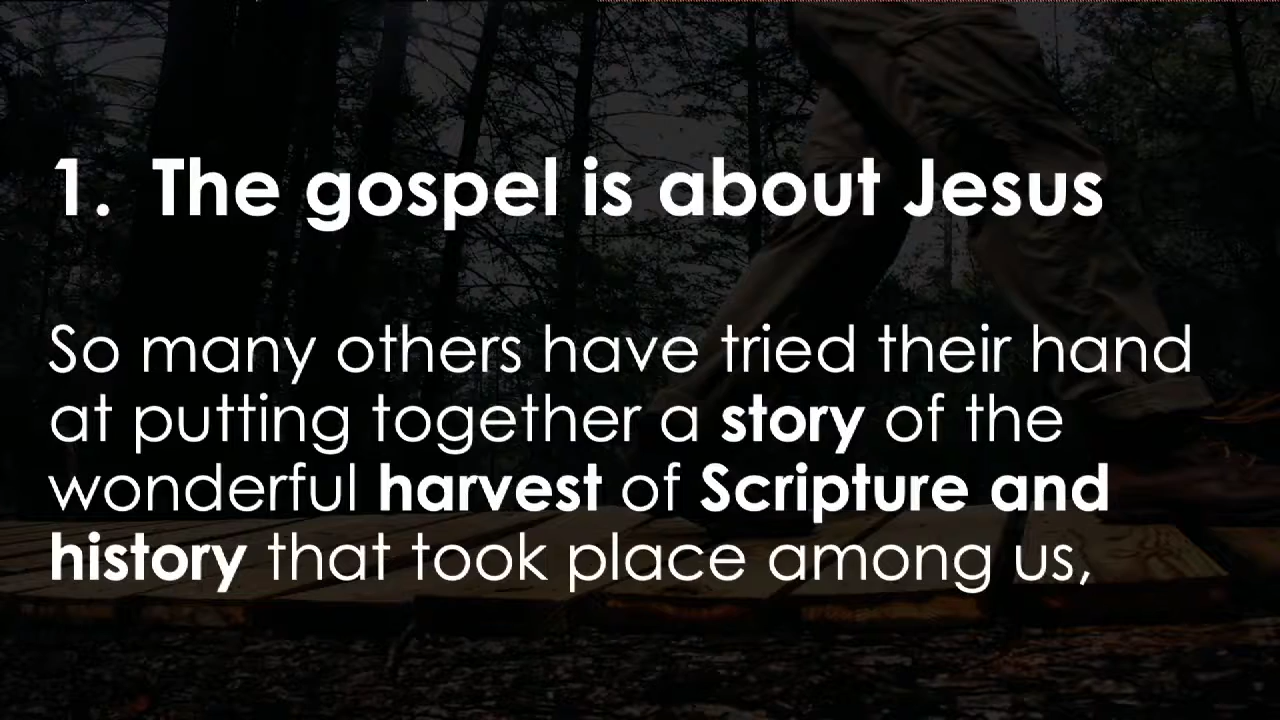 1. The gospel is about Jesus
So many others have tried their hand
at putting together a story of the
wonderful harvest of Scripture and
history that took place among us,